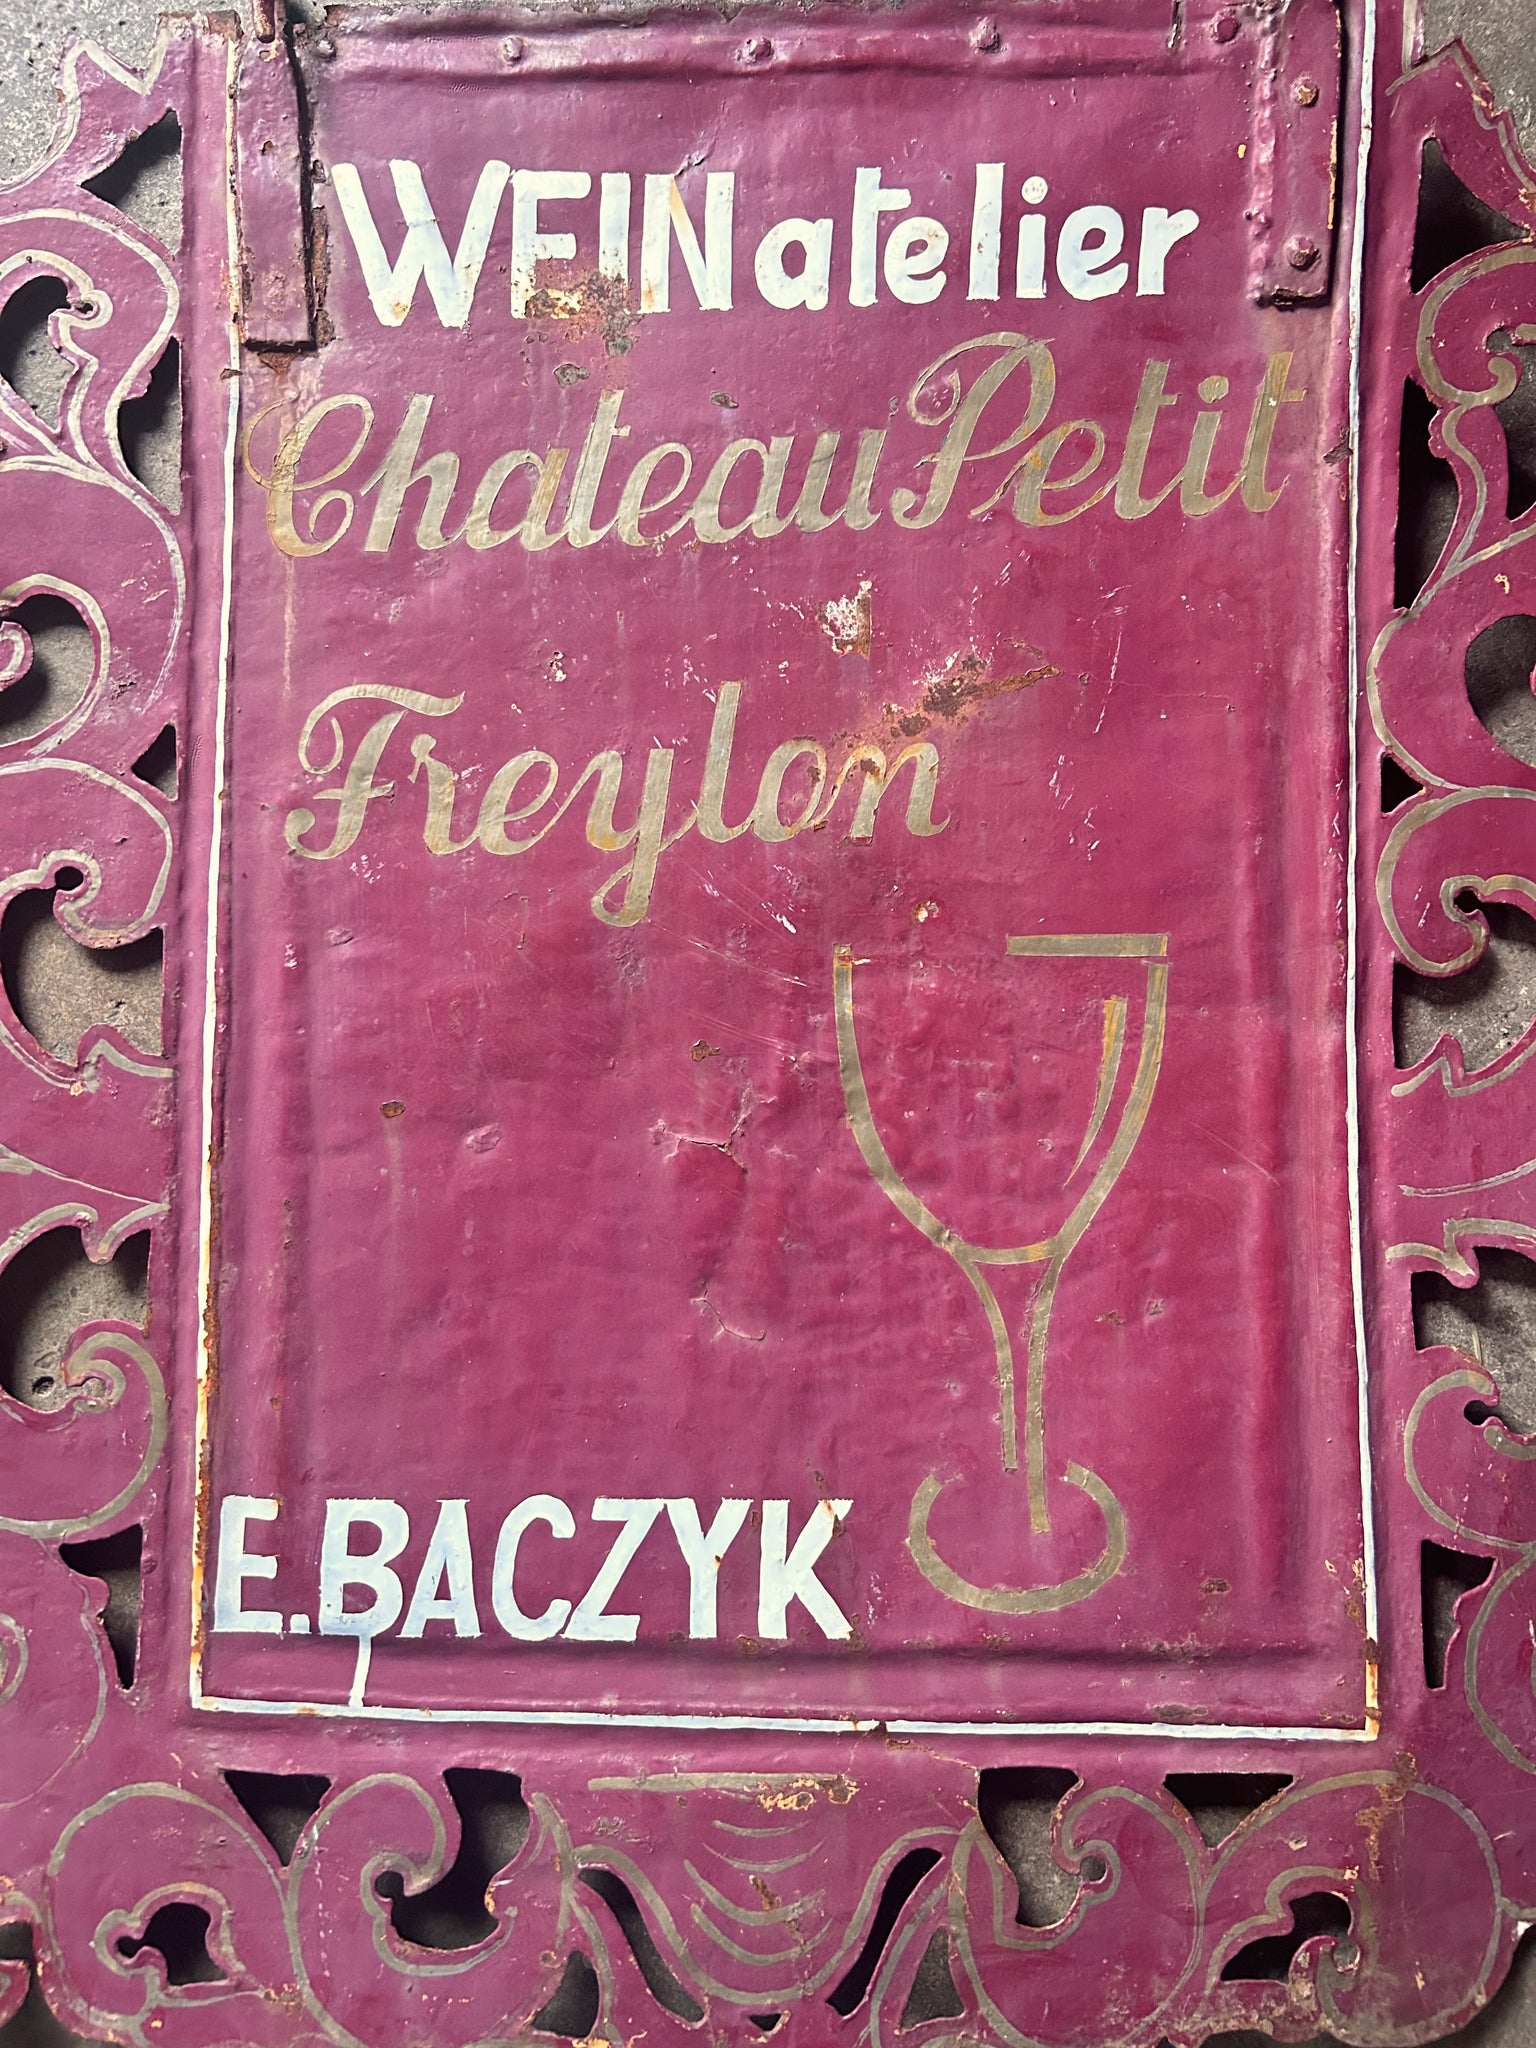 WEINatelier
Chateau Petit
Freylon
E.BACZYK